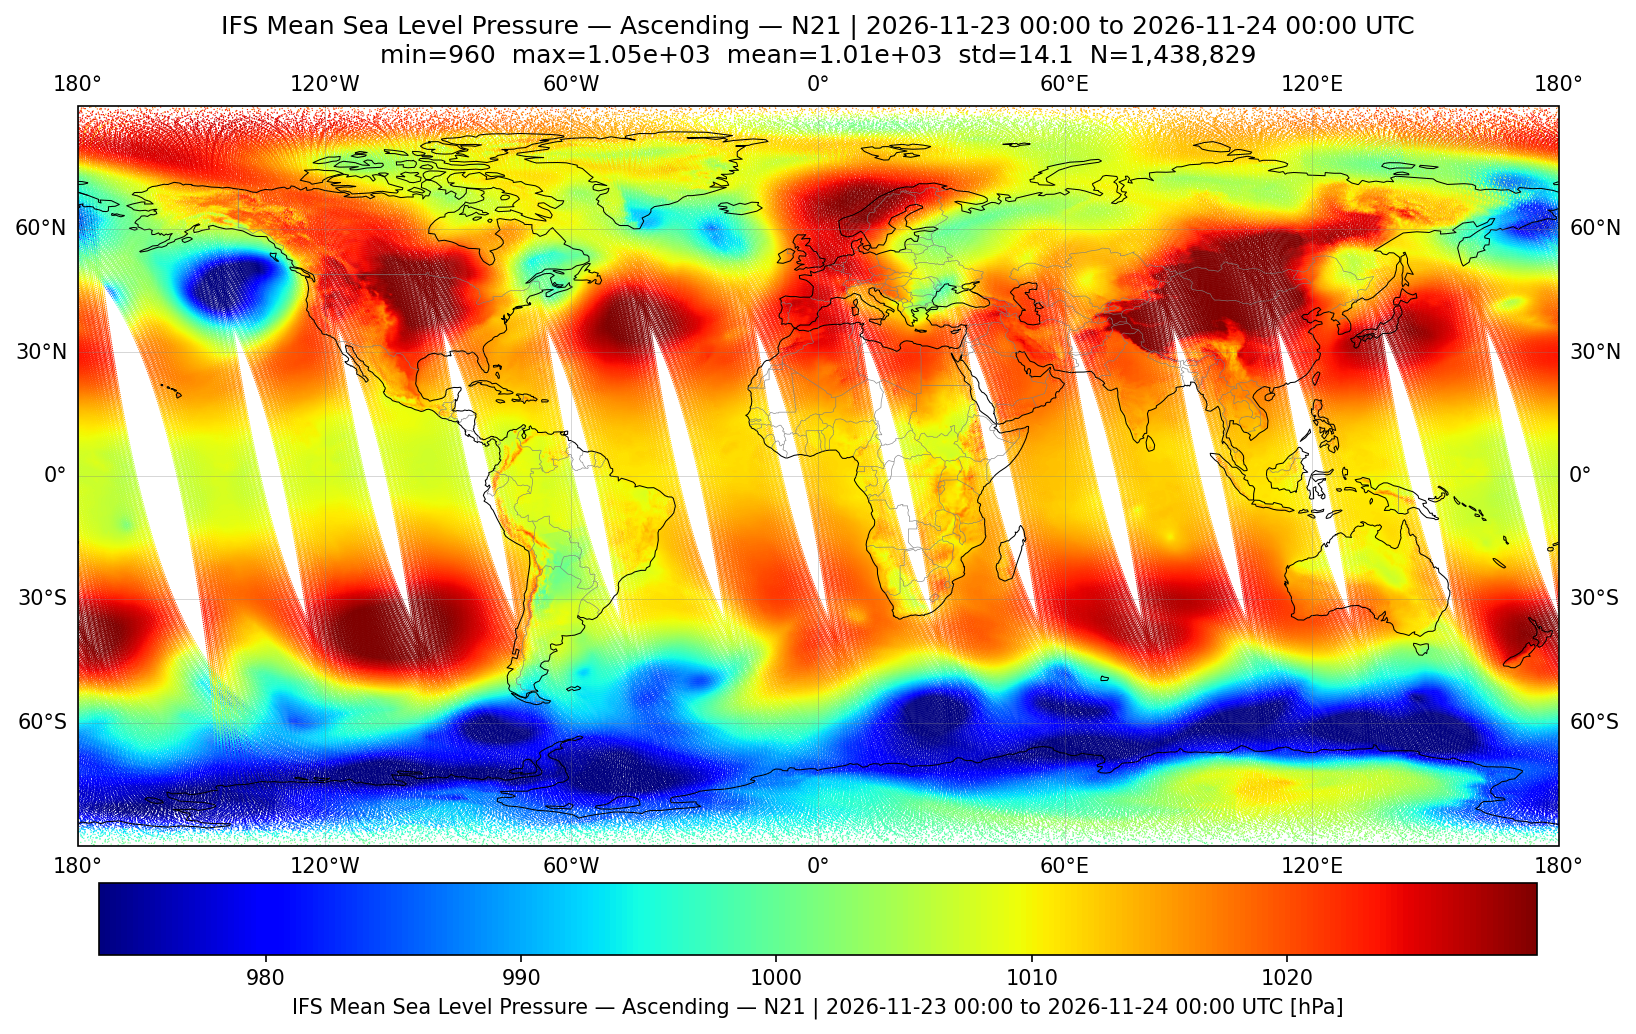 IFS Mean Sea Level Pressure — Ascending — N21 | 2026-11-23 00:00 to 2026-11-24 00:00 UTC
min=960 max=1.05e+03 mean=1.01e+03 std=14.1 N=1,438,829
180° 120°W 60°W 0° 60°E 120°E 180°
60°N 60°N
30°N 30°N
0° 0°
30°S 30°S
60°S 60°S
180° 120°W 60°W 0° 60°E 120°E 180°
980 990 1000 1010 1020
IFS Mean Sea Level Pressure — Ascending — N21 | 2026-11-23 00:00 to 2026-11-24 00:00 UTC [hPa]